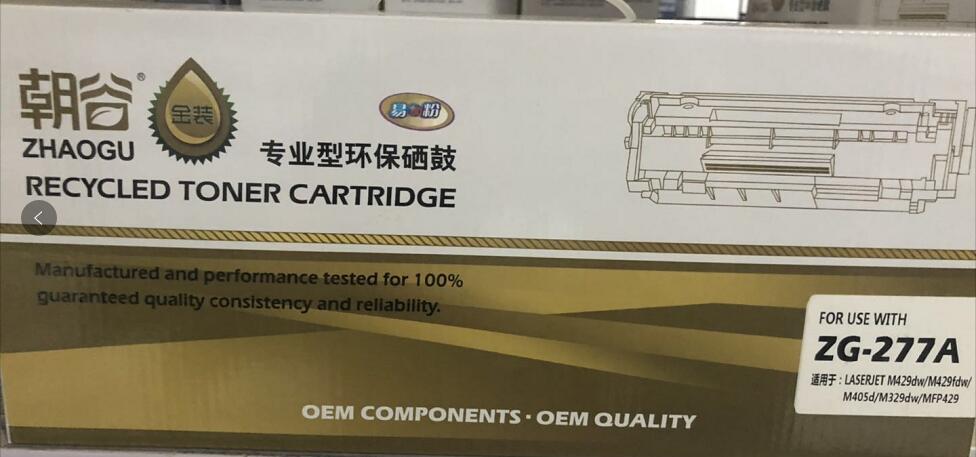 朝谷®
ZHAOGU
金装
易加粉
专业型环保硒鼓
RECYCLED TONER CARTRIDGE
Manufactured and performance tested for 100%
guaranteed quality consistency and reliability.
FOR USE WITH
ZG-277A
适用于：LASERJET M429dw/M429fdw/
M405d/M329dw/MFP429
OEM COMPONENTS · OEM QUALITY